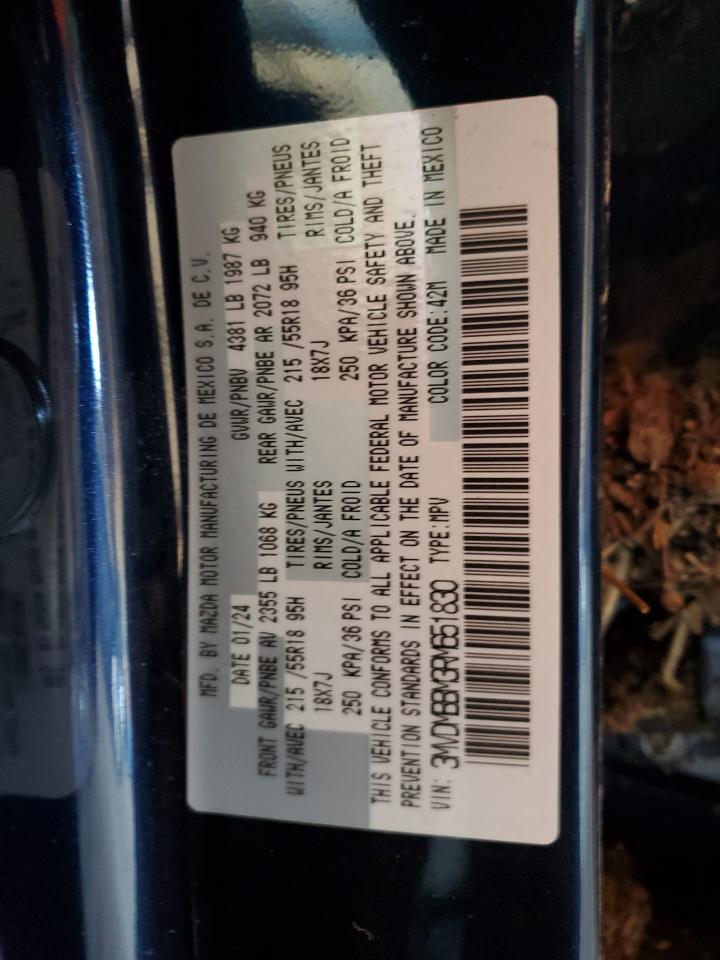 MFD. BY MAZDA MOTOR MANUFACTURING DE MEXICO S.A. DE C.V.
DATE 01/24 GVWR/PNBV 4381 LB 1987 KG
FRONT GAWR/PNBE AV 2355 LB 1068 KG REAR GAWR/PNBE AR 2072 LB 940 KG
WITH/AVEC 215 /55R18 95H TIRES/PNEUS WITH/AVEC 215 /55R18 95H TIRES/PNEUS
18X7J RIMS/JANTES 18X7J RIMS/JANTES
250 KPA/36 PSI COLD/A FROID 250 KPA/36 PSI COLD/A FROID
THIS VEHICLE CONFORMS TO ALL APPLICABLE FEDERAL MOTOR VEHICLE SAFETY AND THEFT
PREVENTION STANDARDS IN EFFECT ON THE DATE OF MANUFACTURE SHOWN ABOVE.
VIN: 3MVDMBBM3RM651830 TYPE:MPV COLOR CODE:42M MADE IN MEXICO